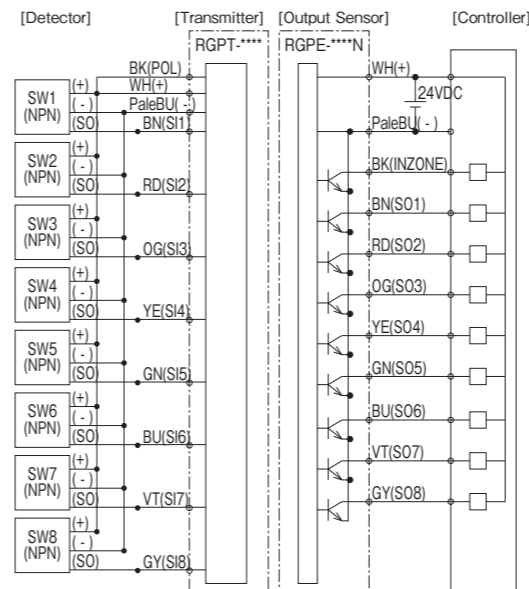 [Detector] [Transmitter] [Output Sensor] [Controller]
RGPT-**** RGPE-****N
BK(POL)
WH(+)
PaleBU( - )
BN(SI1)
RD(SI2)
OG(SI3)
YE(SI4)
GN(SI5)
BU(SI6)
VT(SI7)
GY(SI8)
SW1
(NPN)
(+)
( - )
(SO)
SW2
(NPN)
(+)
( - )
(SO)
SW3
(NPN)
(+)
( - )
(SO)
SW4
(NPN)
(+)
( - )
(SO)
SW5
(NPN)
(+)
( - )
(SO)
SW6
(NPN)
(+)
( - )
(SO)
SW7
(NPN)
(+)
( - )
(SO)
SW8
(NPN)
(+)
( - )
(SO)
WH(+)
24VDC
PaleBU( - )
BK(INZONE)
BN(SO1)
RD(SO2)
OG(SO3)
YE(SO4)
GN(SO5)
BU(SO6)
VT(SO7)
GY(SO8)